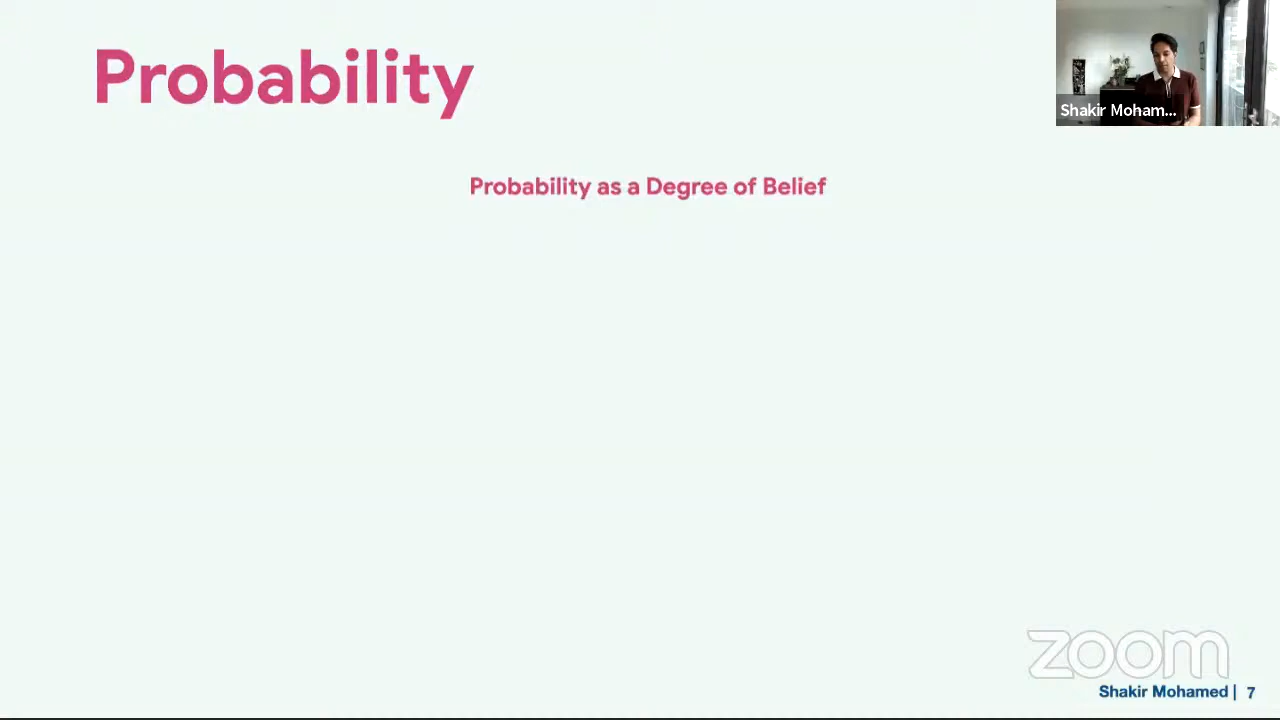 Probability
Shakir Moham...
Probability as a Degree of Belief
zoom
Shakir Mohamed | 7